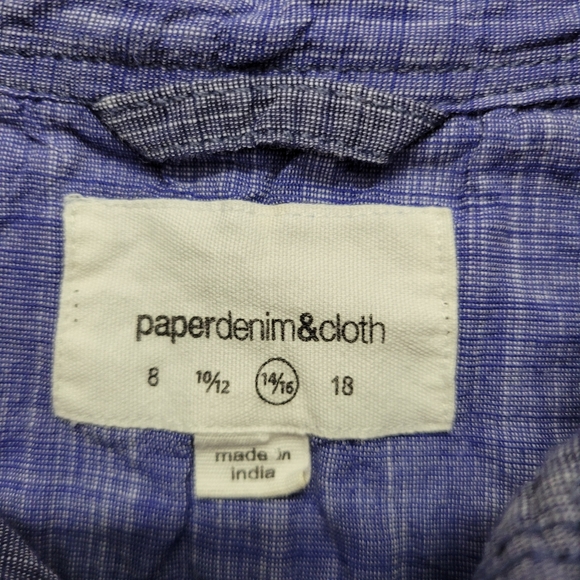 paperdenim&cloth
8 10/12 14/16 18
made in
india